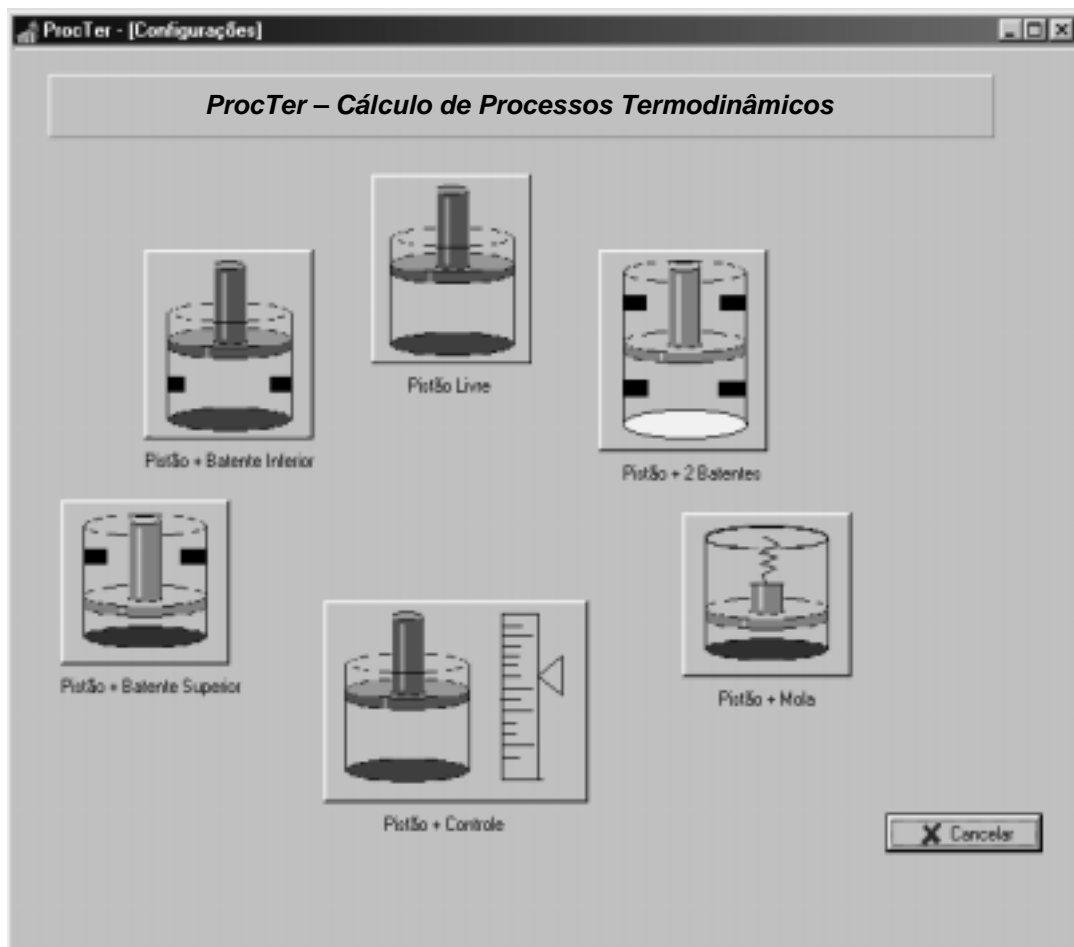 ProcTer - [Configurações]
ProcTer – Cálculo de Processos Termodinâmicos
Pistão Livre
Pistão + Batente Inferior
Pistão + 2 Batentes
Pistão + Batente Superior
Pistão + Mola
Pistão + Controle
Cancelar